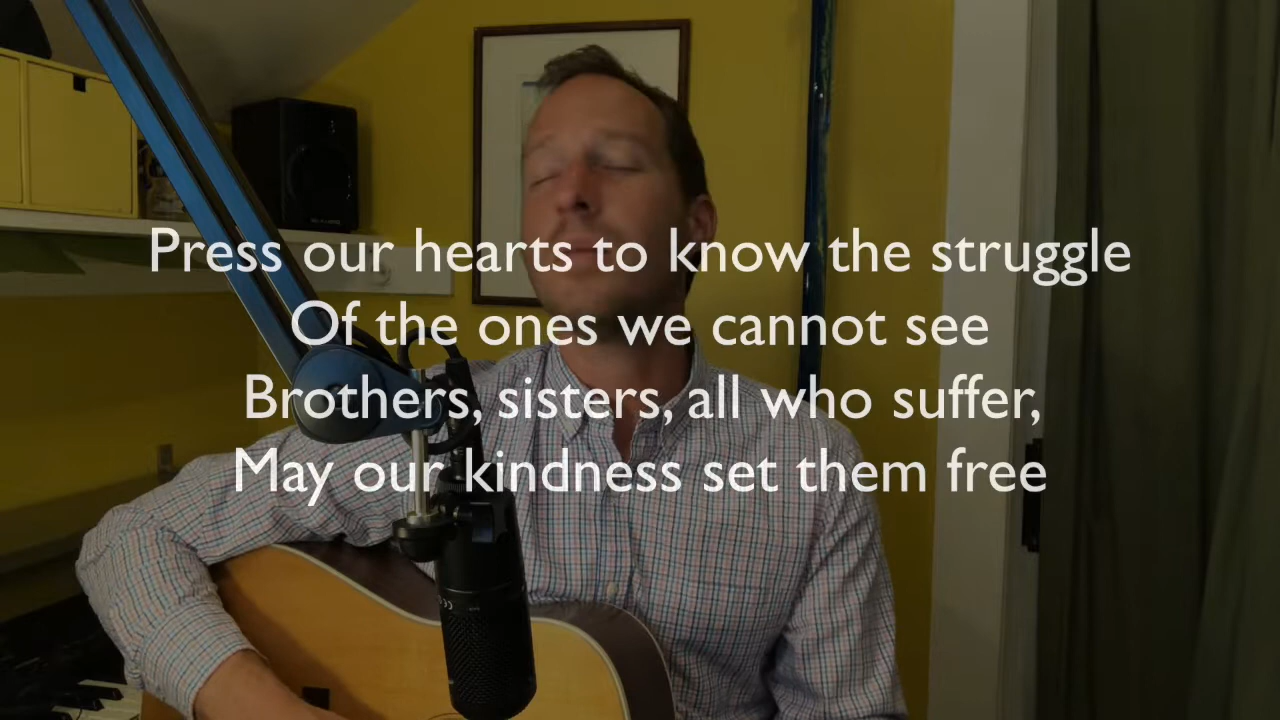 Press our hearts to know the struggle
Of the ones we cannot see
Brothers, sisters, all who suffer,
May our kindness set them free